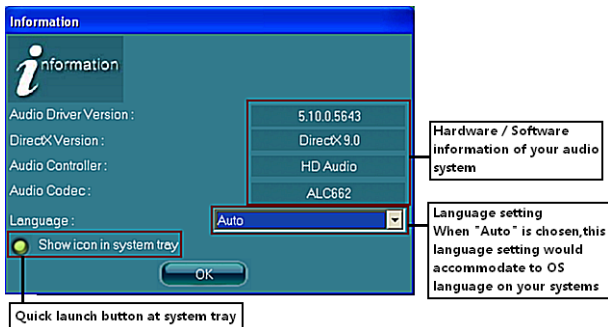 Information
information
Audio Driver Version :
5.10.0.5643
DirectX Version :
DirectX 9.0
Audio Controller :
HD Audio
Audio Codec :
ALC662
Language :
Auto
Show icon in system tray
OK
Hardware / Software
information of your audio
system
Language setting
When "Auto" is chosen,this
language setting would
accommodate to OS
language on your systems
Quick launch button at system tray